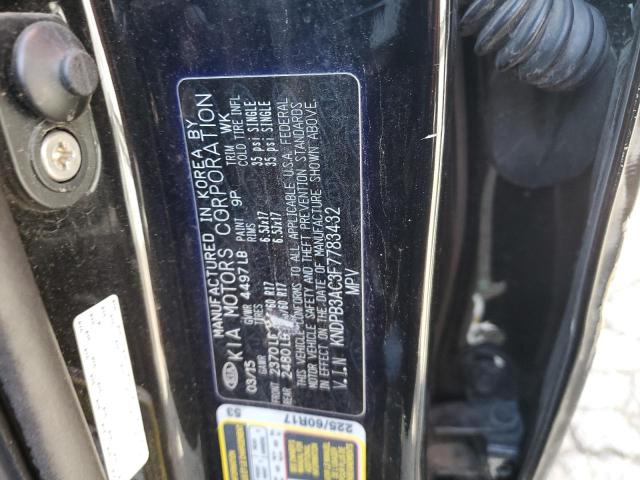 MANUFACTURED IN KOREA BY
KIA MOTORS CORPORATION
03/15 GVWR 4497LB PAINT 9P TRIM WK
GAWR TIRES RIMS COLD TIRE INFL
FRONT 2370LB 60 R17 6.5Jx17 35 psi SINGLE
REAR 2480LB 60 R17 6.5Jx17 35 psi SINGLE
THIS VEHICLE CONFORMS TO ALL APPLICABLE U.S.A. FEDERAL
MOTOR VEHICLE SAFETY AND BUMPER PREVENTION STANDARDS
IN EFFECT ON THE DATE OF MANUFACTURE SHOWN ABOVE.
V.I.N KNDPB3AC3F7783432
MPV
225/60R17
53